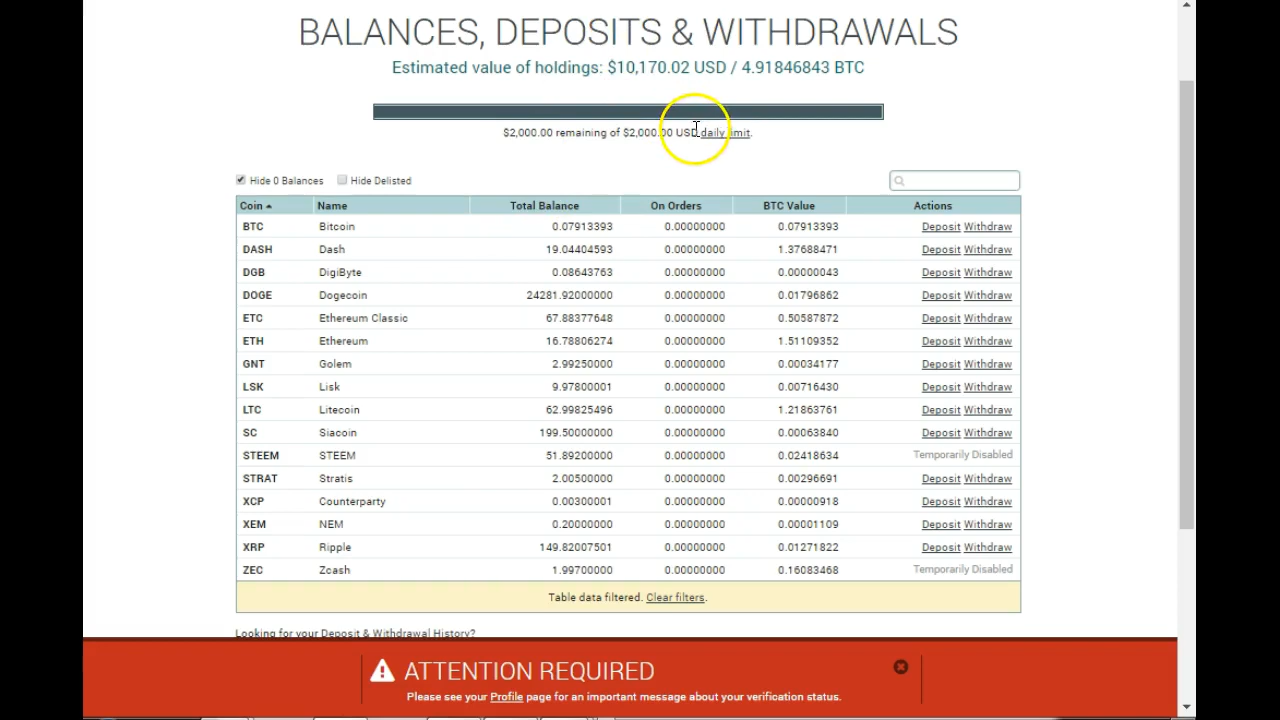 BALANCES, DEPOSITS & WITHDRAWALS
Estimated value of holdings: $10,170.02 USD / 4.91846843 BTC
$2,000.00 remaining of $2,000.00 USD daily limit.
Hide 0 Balances Hide Delisted
Coin Name Total Balance On Orders BTC Value Actions
BTC Bitcoin 0.07913393 0.00000000 0.07913393 Deposit Withdraw
DASH Dash 19.04404593 0.00000000 1.37688471 Deposit Withdraw
DGB DigiByte 0.08643763 0.00000000 0.00000043 Deposit Withdraw
DOGE Dogecoin 24281.92000000 0.00000000 0.01796862 Deposit Withdraw
ETC Ethereum Classic 67.88377648 0.00000000 0.50587872 Deposit Withdraw
ETH Ethereum 16.78806274 0.00000000 1.51109352 Deposit Withdraw
GNT Golem 2.99250000 0.00000000 0.00034177 Deposit Withdraw
LSK Lisk 9.97800001 0.00000000 0.00716430 Deposit Withdraw
LTC Litecoin 62.99825496 0.00000000 1.21863761 Deposit Withdraw
SC Siacoin 199.50000000 0.00000000 0.00063840 Deposit Withdraw
STEEM STEEM 51.89200000 0.00000000 0.02418634 Temporarily Disabled
STRAT Stratis 2.00500000 0.00000000 0.00296691 Deposit Withdraw
XCP Counterparty 0.00300001 0.00000000 0.00000918 Deposit Withdraw
XEM NEM 0.20000000 0.00000000 0.00001109 Deposit Withdraw
XRP Ripple 149.82007501 0.00000000 0.01271822 Deposit Withdraw
ZEC Zcash 1.99700000 0.00000000 0.16083468 Temporarily Disabled
Table data filtered. Clear filters.
Looking for your Deposit & Withdrawal History?
ATTENTION REQUIRED
Please see your Profile page for an important message about your verification status.